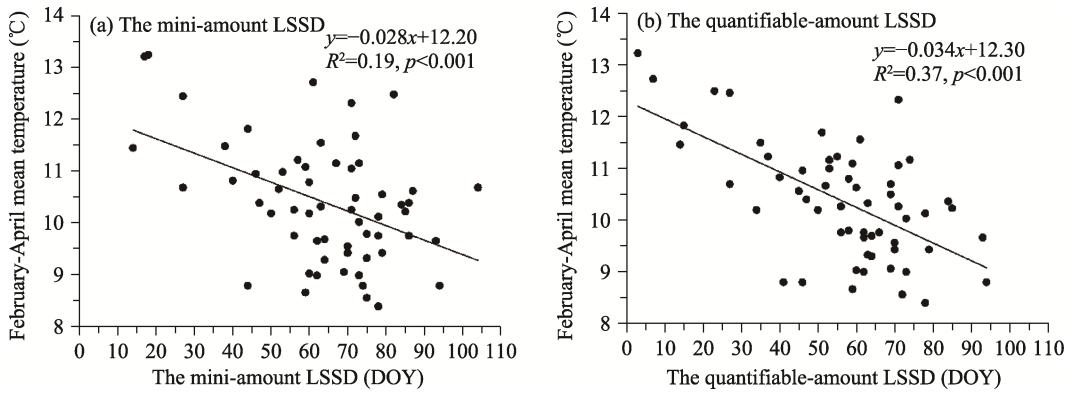 (a) The mini-amount LSSD
y=−0.028x+12.20
R²=0.19, p<0.001
February-April mean temperature (℃)
14
13
12
11
10
9
8
0 10 20 30 40 50 60 70 80 90 100 110
The mini-amount LSSD (DOY)
(b) The quantifiable-amount LSSD
y=−0.034x+12.30
R²=0.37, p<0.001
February-April mean temperature (℃)
14
13
12
11
10
9
8
0 10 20 30 40 50 60 70 80 90 100 110
The quantifiable-amount LSSD (DOY)